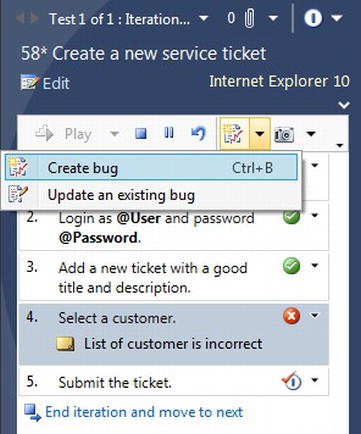 Test 1 of 1 : Iteration... 0
58* Create a new service ticket
Edit Internet Explorer 10
Play
Create bug Ctrl+B
Update an existing bug
2. Login as @User and password
@Password.
3. Add a new ticket with a good
title and description.
4. Select a customer.
List of customer is incorrect
5. Submit the ticket.
End iteration and move to next